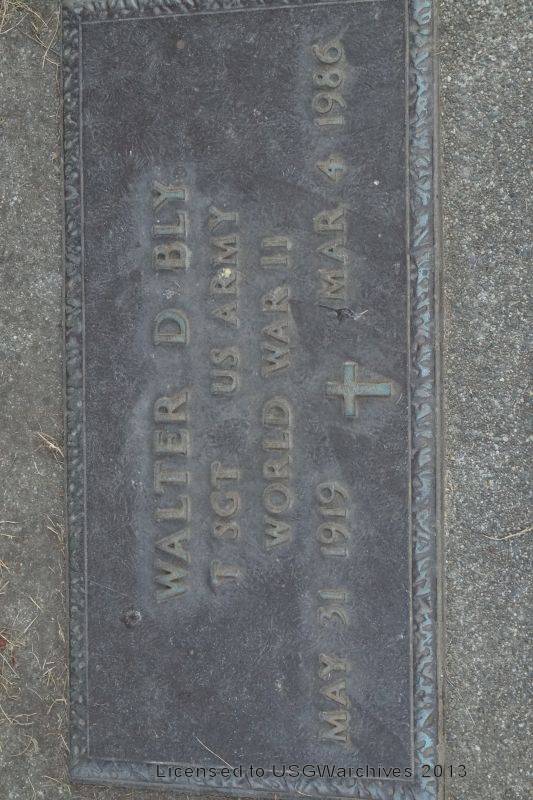 WALTER D BLY
T SGT US ARMY
WORLD WAR II
MAY 31 1919 MAR 4 1986
Licensed to USGWarchives 2013